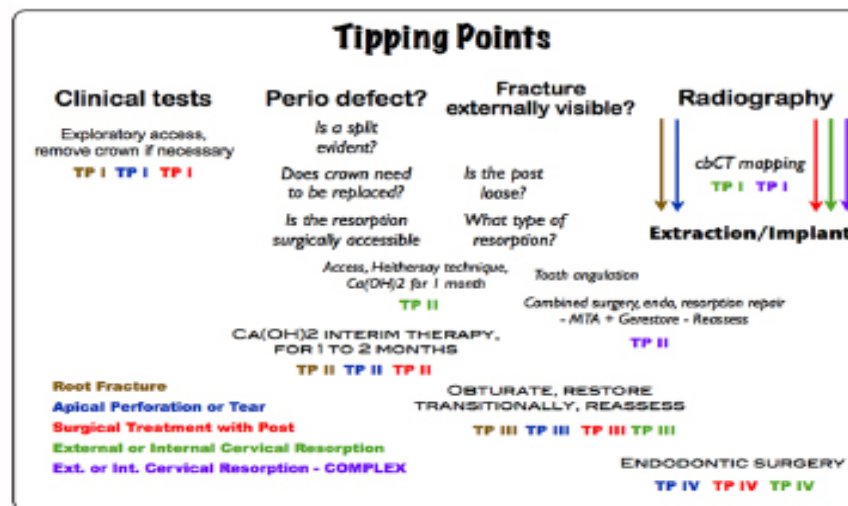 Tipping Points
Clinical tests
Exploratory access,
remove crown if necessary
TP I TP I TP I
Perio defect?
Is a split
evident?
Does crown need
to be replaced?
Is the resorption
surgically accessible
Fracture
externally visible?
Is the post
loose?
What type of
resorption?
Radiography
cbCT mapping
TP I TP I
Extraction/Implant
Access, Heithersay technique,
Ca(OH)2 for 1 month
TP II
Tooth angulation
Combined surgery, endo, resorption repair
- MTA + Gerestore - Reassess
TP II
CA(OH)2 INTERIM THERAPY,
FOR 1 TO 2 MONTHS
TP II TP II TP II
OBTURATE, RESTORE
TRANSITIONALLY, REASSESS
TP III TP III TP III TP III
ENDODONTIC SURGERY
TP IV TP IV TP IV
Root Fracture
Apical Perforation or Tear
Surgical Treatment with Post
External or Internal Cervical Resorption
Ext. or Int. Cervical Resorption - COMPLEX